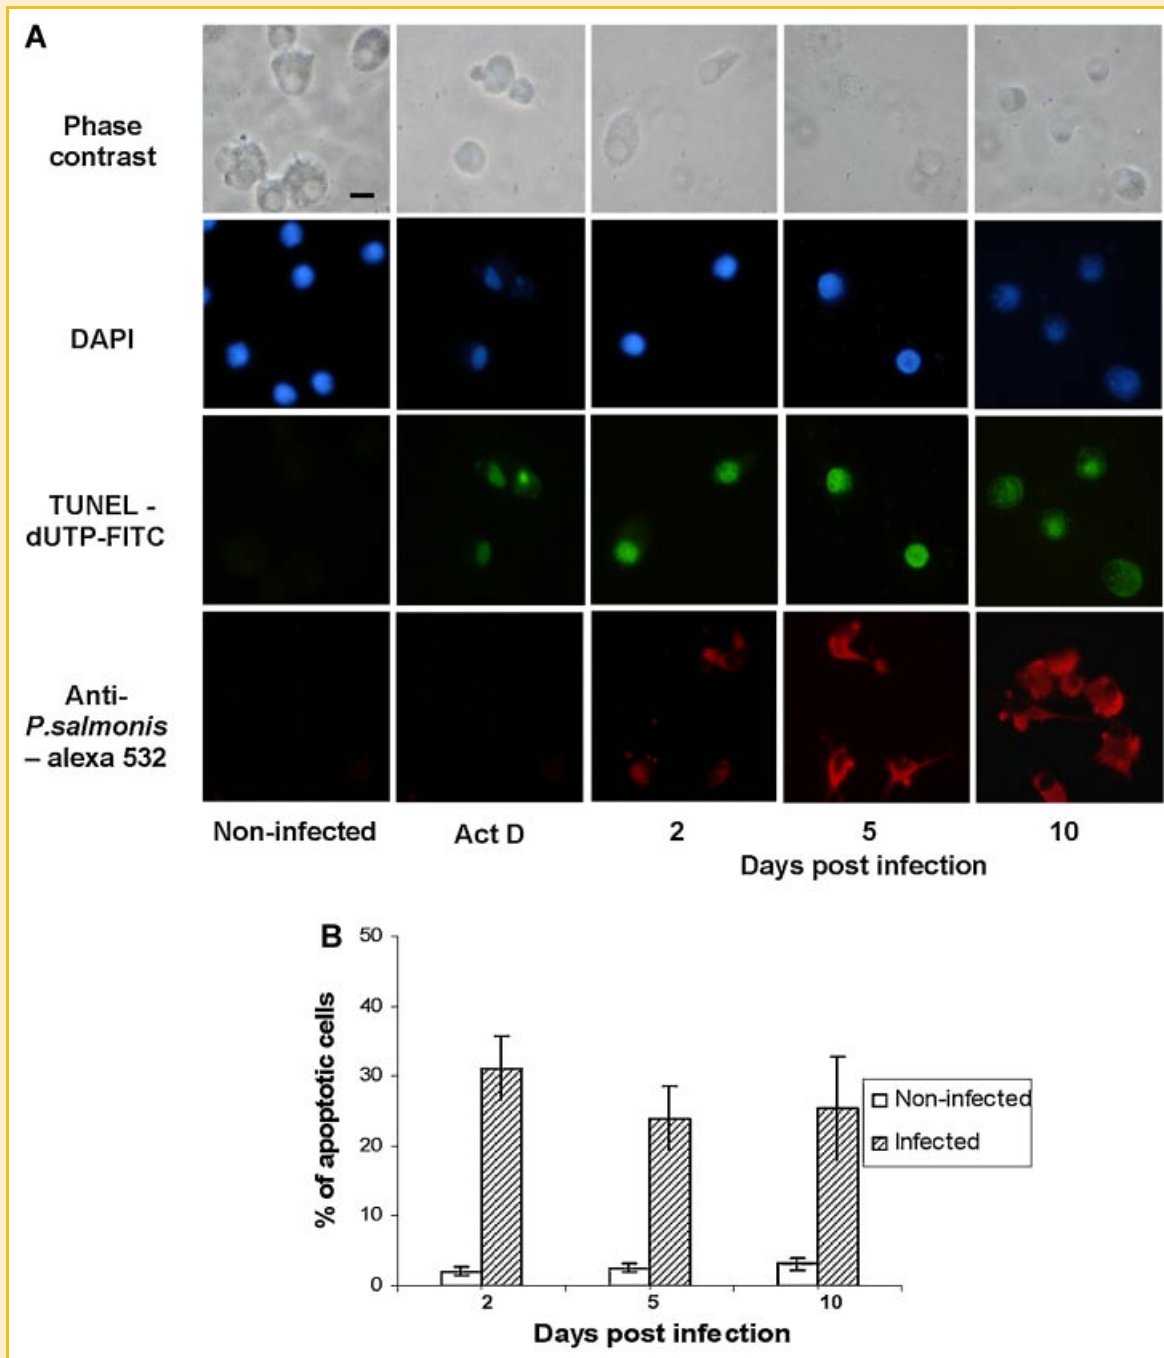 A
Phase
contrast
DAPI
TUNEL -
dUTP-FITC
Anti-
P.salmonis
– alexa 532
Non-infected
Act D
2
5
10
Days post infection
B
% of apoptotic cells
50
40
30
20
10
0
2
5
10
Days post infection
Non-infected
Infected